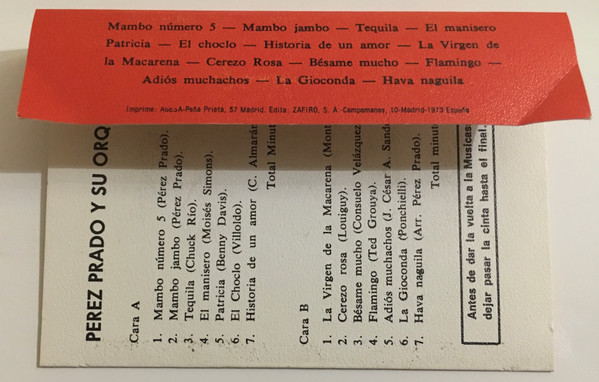 Mambo número 5 — Mambo jambo — Tequila — El manisero
Patricia — El choclo — Historia de un amor — La Virgen de
la Macarena — Cerezo Rosa — Bésame mucho — Flamingo —
Adiós muchachos — La Gioconda — Hava naguila
Imprime: Prieta, 57 Madrid. Edita: ZAFIRO, S. A. Campomanes, 10-Madrid-1973 España
PEREZ PRADO Y SU ORQ
Cara A
1. Mambo número 5 (Pérez Prado).
2. Mambo jambo (Pérez Prado).
3. Tequila (Chuck Río).
4. El manisero (Moisés Simons).
5. Patricia (Benny Davis).
6. El Choclo (Villoldo).
7. Historia de un amor (C. Almarán
Total Minut
Cara B
1. La Virgen de la Macarena (Mont
2. Cerezo rosa (Louiguy).
3. Bésame mucho (Consuelo Velázquez
4. Flamingo (Ted Grouya).
5. Adiós muchachos (J. César A. Sand
6. La Gioconda (Ponchielli).
7. Hava naguila (Arr. Pérez Prado).
Total minut
Antes de dar la vuelta a la Musicas
dejar pasar la cinta hasta el final.